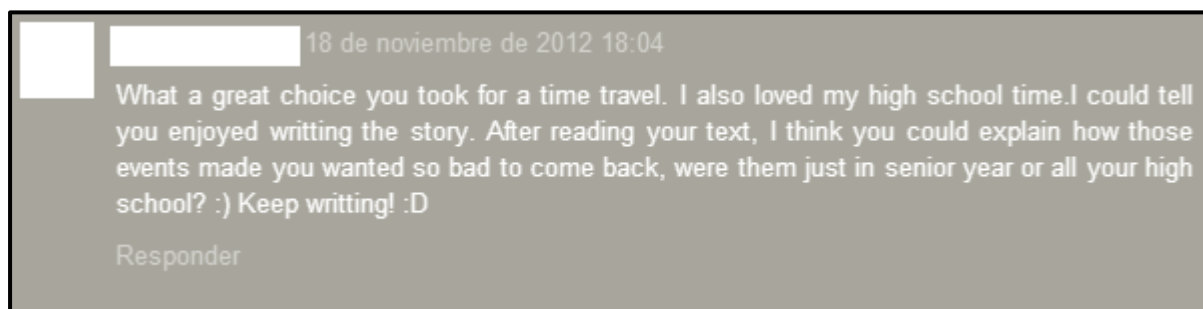 18 de noviembre de 2012 18:04
What a great choice you took for a time travel. I also loved my high school time.I could tell
you enjoyed writting the story. After reading your text, I think you could explain how those
events made you wanted so bad to come back, were them just in senior year or all your high
school? :) Keep writting! :D
Responder